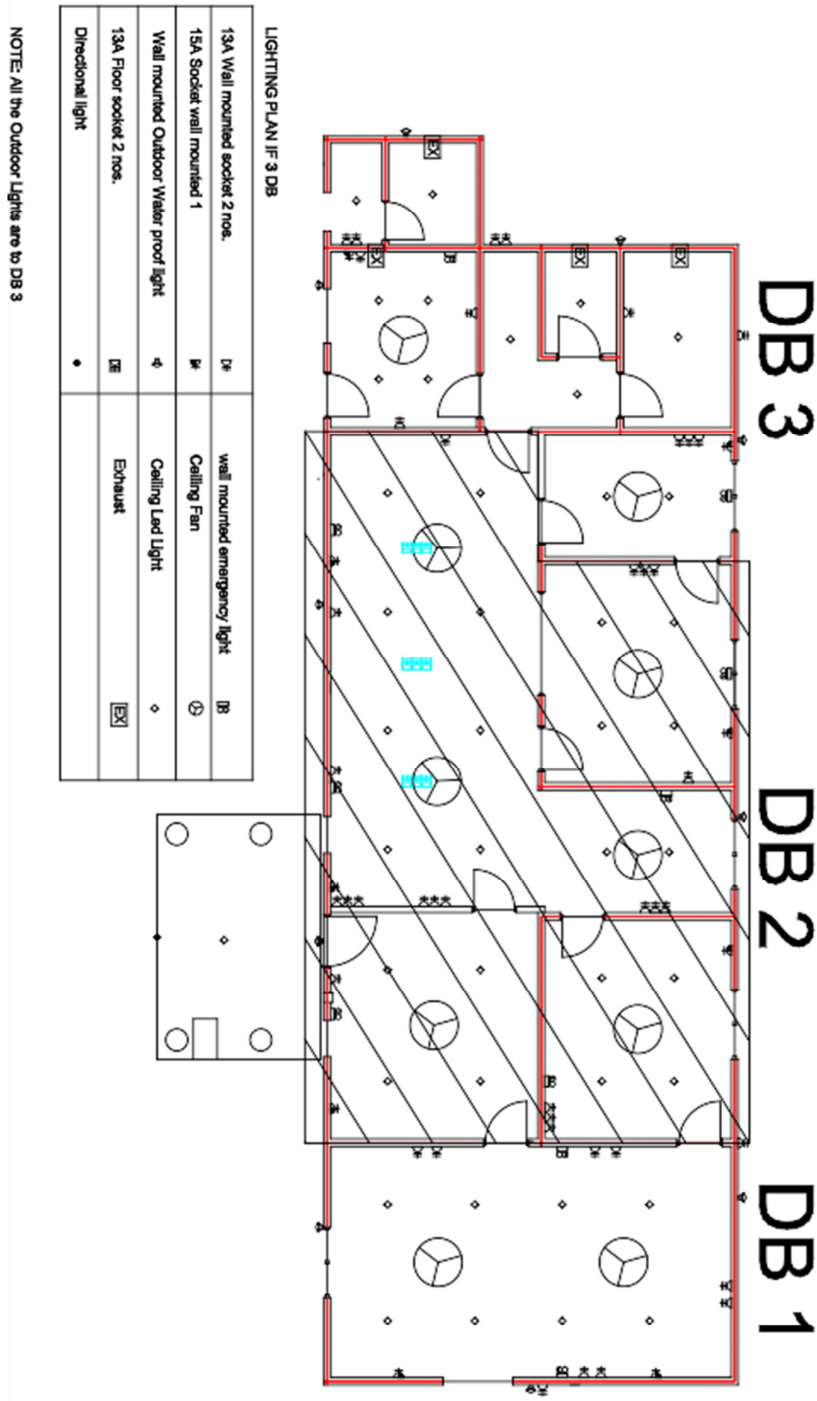 DB 3
DB 2
DB 1
EX
EX
EX
EX
LIGHTING PLAN IF 3 DB
13A Wall mounted socket 2 nos.
wall mounted emergency light
15A Socket wall mounted 1
Ceiling Fan
Wall mounted Outdoor Water proof light
Ceiling Led Light
13A Floor socket 2 nos.
Exhaust
EX
Directional light
NOTE: All the Outdoor Lights are to DB 3